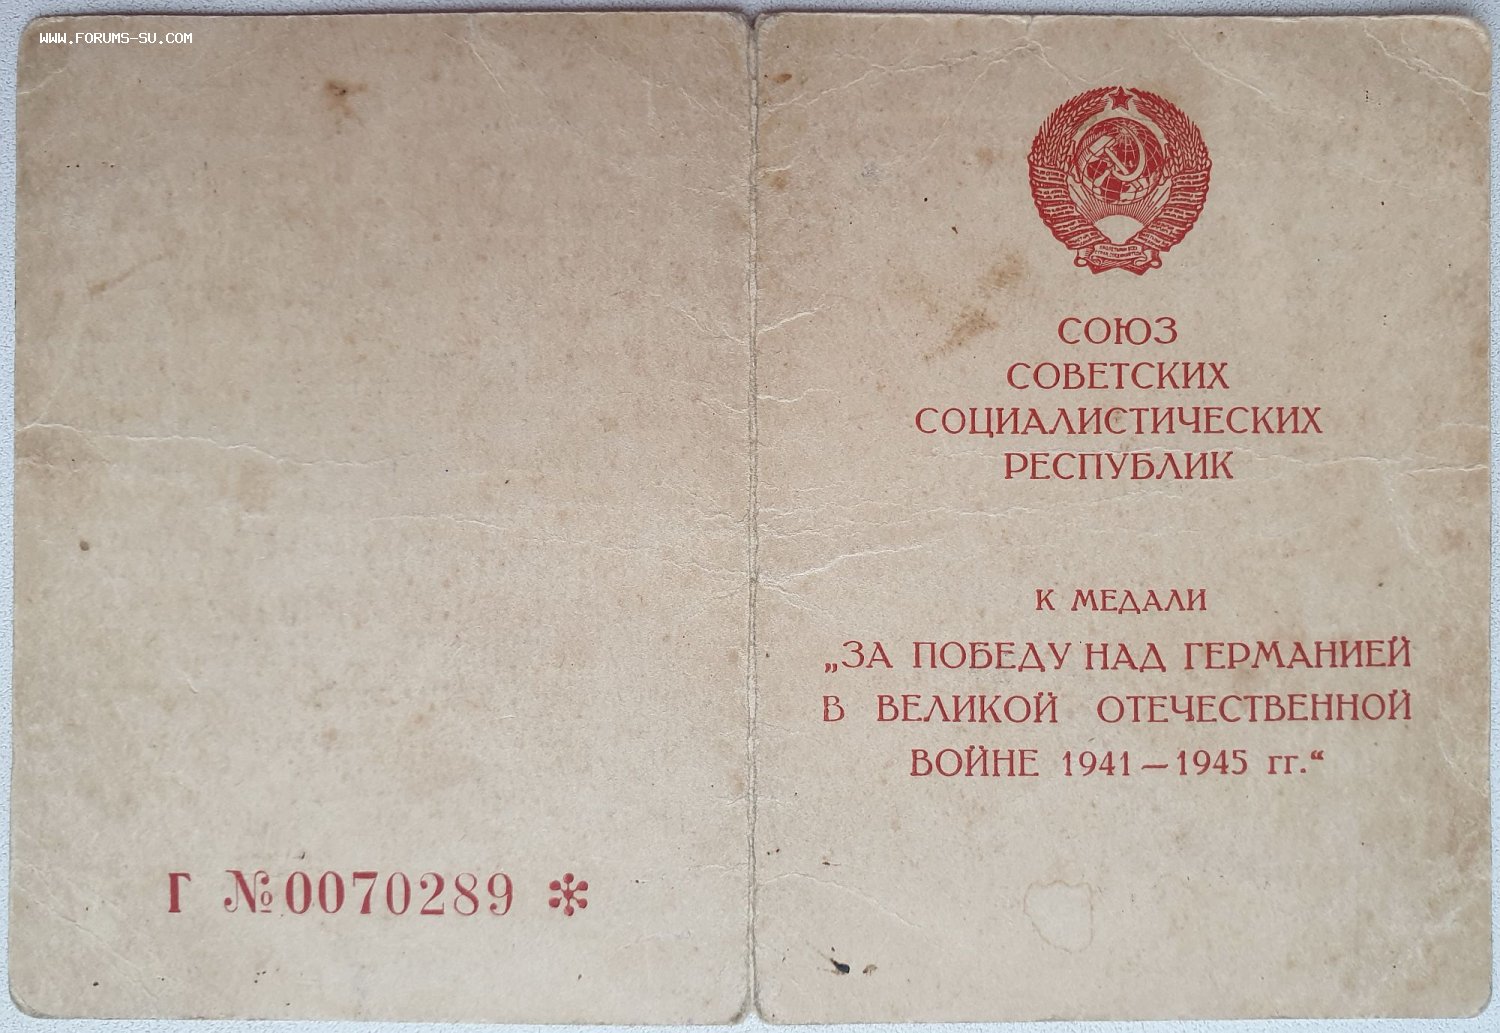 WWW.FORUMS-SU.COM
Г №0070289 *
СОЮЗ
СОВЕТСКИХ
СОЦИАЛИСТИЧЕСКИХ
РЕСПУБЛИК
К МЕДАЛИ
„ЗА ПОБЕДУ НАД ГЕРМАНИЕЙ
В ВЕЛИКОЙ ОТЕЧЕСТВЕННОЙ
ВОЙНЕ 1941—1945 гг.“